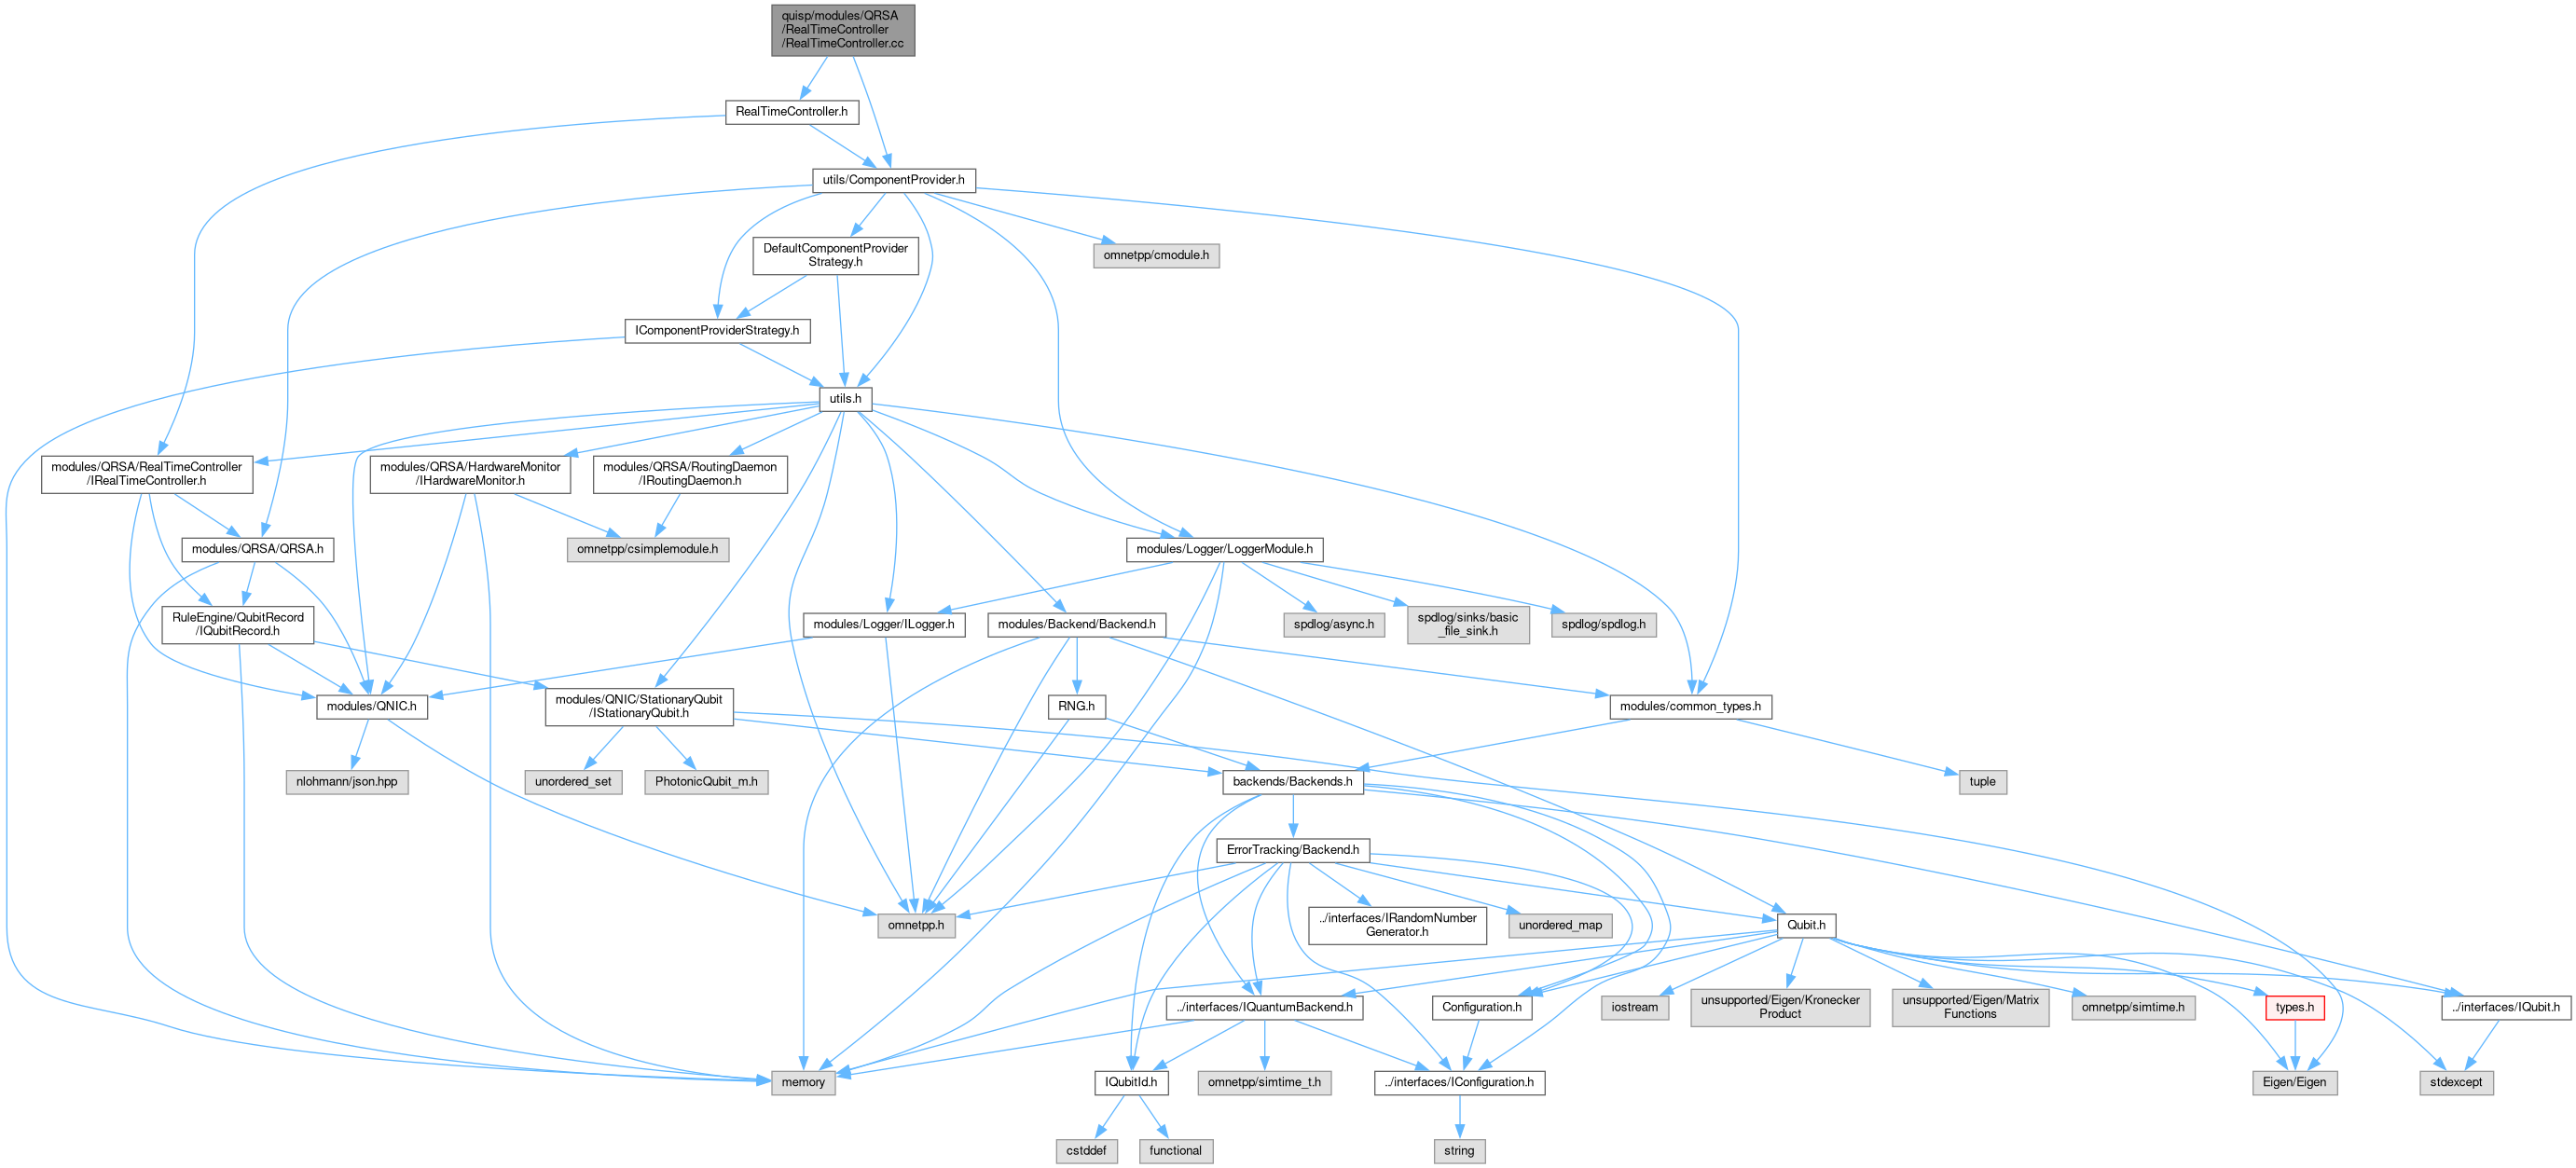 quisp/modules/QRSA
/RealTimeController
/RealTimeController.cc
RealTimeController.h
utils/ComponentProvider.h
DefaultComponentProvider
Strategy.h
omnetpp/cmodule.h
IComponentProviderStrategy.h
utils.h
modules/QRSA/RealTimeController
/IRealTimeController.h
modules/QRSA/HardwareMonitor
/IHardwareMonitor.h
modules/QRSA/RoutingDaemon
/IRoutingDaemon.h
modules/QRSA/QRSA.h
omnetpp/csimplemodule.h
modules/Logger/LoggerModule.h
RuleEngine/QubitRecord
/IQubitRecord.h
modules/Logger/ILogger.h
modules/Backend/Backend.h
spdlog/async.h
spdlog/sinks/basic
_file_sink.h
spdlog/spdlog.h
modules/QNIC.h
modules/QNIC/StationaryQubit
/IStationaryQubit.h
RNG.h
modules/common_types.h
nlohmann/json.hpp
unordered_set
PhotonicQubit_m.h
backends/Backends.h
tuple
ErrorTracking/Backend.h
omnetpp.h
../interfaces/IRandomNumber
Generator.h
unordered_map
Qubit.h
../interfaces/IQuantumBackend.h
Configuration.h
iostream
unsupported/Eigen/Kronecker
Product
unsupported/Eigen/Matrix
Functions
omnetpp/simtime.h
types.h
../interfaces/IQubit.h
memory
IQubitId.h
omnetpp/simtime_t.h
../interfaces/IConfiguration.h
Eigen/Eigen
stdexcept
cstddef
functional
string